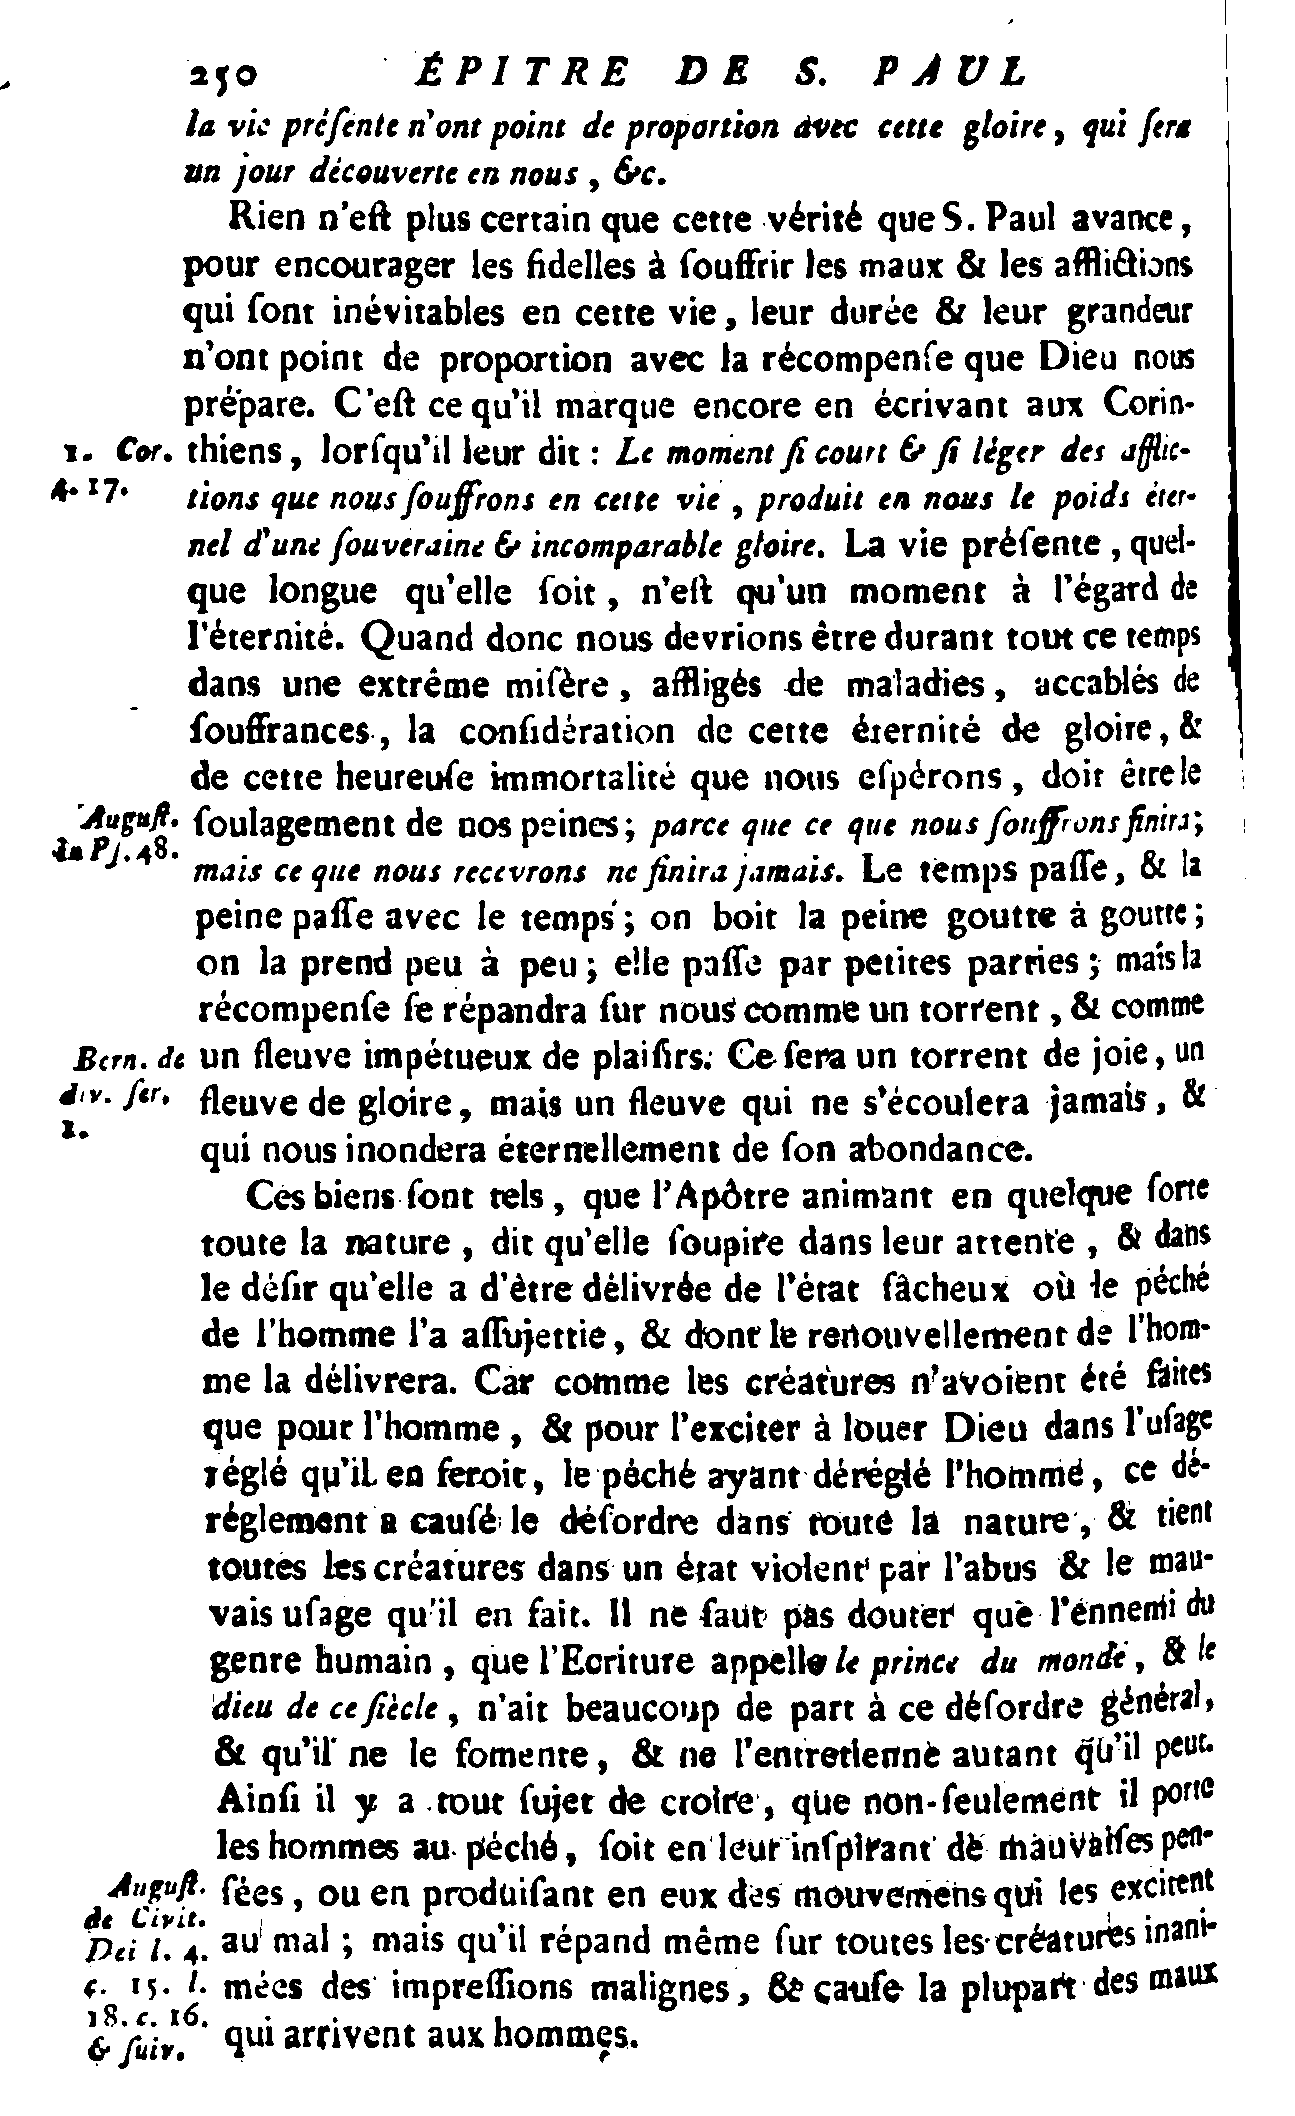 250 ÉPITRE DE S. PAUL
la vie préſente n'ont point de proportion avec cette gloire, qui ſera
un jour découverte en nous, &c.
Rien n'eſt plus certain que cette vérité que S. Paul avance,
pour encourager les fidelles à ſouffrir les maux & les afflictions
qui ſont inévitables en cette vie, leur durée & leur grandeur
n'ont point de proportion avec la récompenſe que Dieu nous
prépare. C'eſt ce qu'il marque encore en écrivant aux Corin-
1. Cor. thiens, lorſqu'il leur dit : Le moment ſi court & ſi léger des afflic-
4. 17. tions que nous ſouffrons en cette vie, produit en nous le poids éter-
nel d'une ſouveraine & incomparable gloire. La vie préſente, quel-
que longue qu'elle ſoit, n'eſt qu'un moment à l'égard de
l'éternité. Quand donc nous devrions être durant tout ce temps
dans une extrême miſère, affligés de maladies, accablés de
ſouffrances, la conſidération de cette éternité de gloire, &
de cette heureuſe immortalité que nous eſpérons, doit être le
Auguſt. ſoulagement de nos peines; parce que ce que nous ſouffrons finira;
in Pſ. 48. mais ce que nous recevrons ne finira jamais. Le temps paſſe, & la
peine paſſe avec le temps; on boit la peine goutte à goutte;
on la prend peu à peu; elle paſſe par petites parties; mais la
récompenſe ſe répandra ſur nous comme un torrent, & comme
Bern. de un fleuve impétueux de plaiſirs. Ce ſera un torrent de joie, un
div. ſer. fleuve de gloire, mais un fleuve qui ne s'écoulera jamais, &
1. qui nous inondera éternellement de ſon abondance.
Ces biens ſont tels, que l'Apôtre animant en quelque ſorte
toute la nature, dit qu'elle ſoupire dans leur attente, & dans
le déſir qu'elle a d'être délivrée de l'état fâcheux où le péché
de l'homme l'a aſſujettie, & dont le renouvellement de l'hom-
me la délivrera. Car comme les créatures n'avoient été faites
que pour l'homme, & pour l'exciter à louer Dieu dans l'uſage
réglé qu'il en feroit, le péché ayant déréglé l'homme, ce dé-
réglement a cauſé le déſordre dans toute la nature, & tient
toutes les créatures dans un état violent par l'abus & le mau-
vais uſage qu'il en fait. Il ne faut pas douter que l'ennemi du
genre humain, que l'Ecriture appelle le prince du monde, & le
dieu de ce ſiècle, n'ait beaucoup de part à ce déſordre général,
& qu'il ne le fomente, & ne l'entretienne autant qu'il peut.
Ainſi il y a tout ſujet de croire, que non-ſeulement il porte
les hommes au péché, ſoit en leur inſpirant de mauvaiſes pen-
Auguſt. ſées, ou en produiſant en eux des mouvemens qui les excitent
de Civit.
Dei l. 4. au mal; mais qu'il répand même ſur toutes les créatures inani-
c. 15. l. mées des impreſſions malignes, & cauſe la plupart des maux
18. c. 16.
& ſuiv. qui arrivent aux hommes.